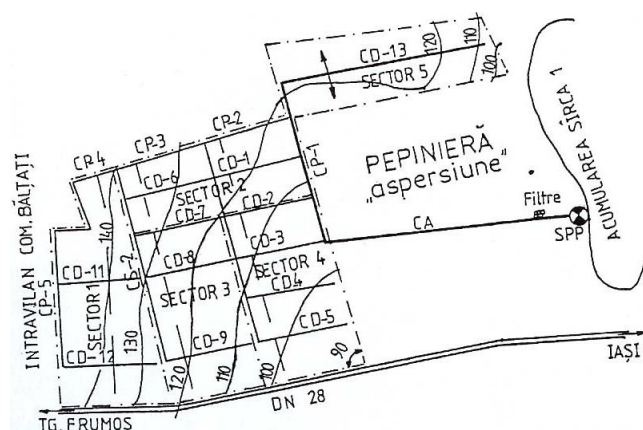 CD-13
120
110
100
SECTOR 5
CP-2
CP-3
CP-4
CD-1
CD-6
SECTOR 2
CD-7
CD-2
CP-1
PEPINIERĂ
„aspersiune"
ACUMULAREA SÎRCA 1
Filtre
SPP
CA
INTRAVILAN COM. BĂLȚAȚI
CP-5
140
CD-11
SECTOR 1
CD-12
130
CD-8
CD-3
SECTOR 3
SECTOR 4
CD-4
CD-9
CD-5
120
110
100
90
DN 28
IAȘI
TG. FRUMOS